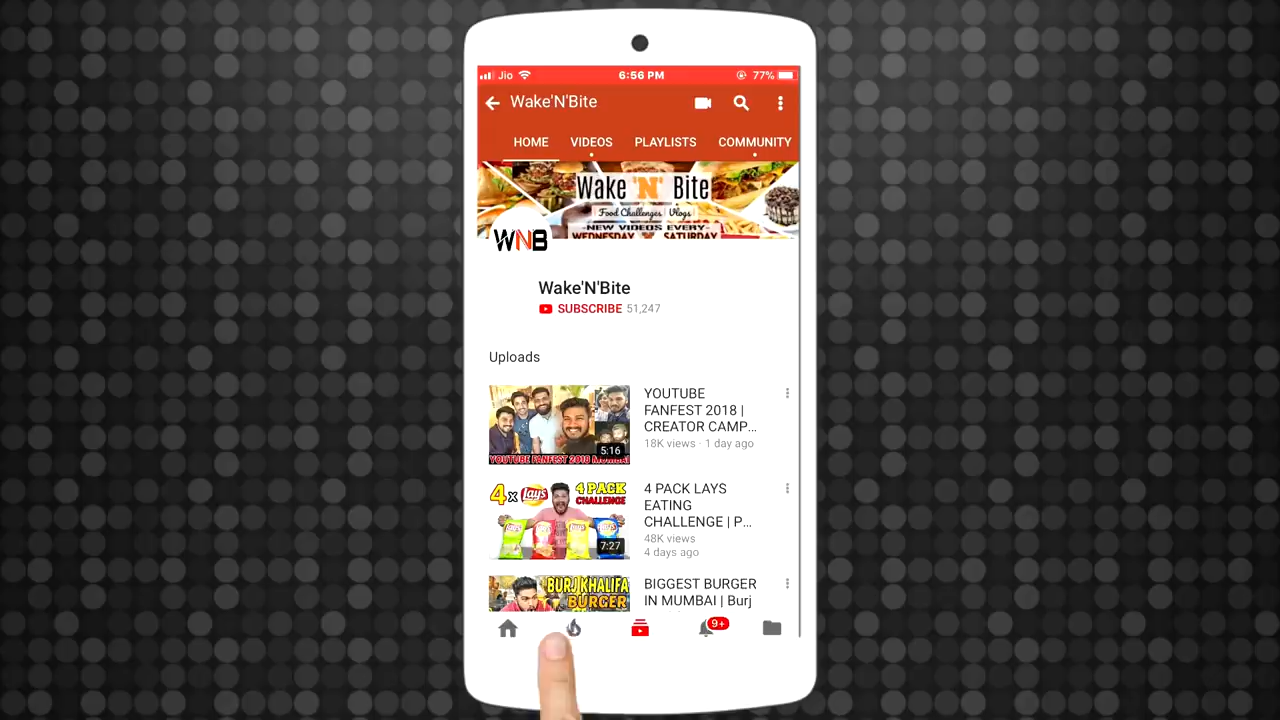 Jio 6:56 PM 77%
Wake'N'Bite
HOME VIDEOS PLAYLISTS COMMUNITY
Wake 'N' Bite
Food Challenges | Vlogs
-NEW VIDEOS EVERY-
WEDNESDAY SATURDAY
WNB
Wake'N'Bite
SUBSCRIBE 51,247
Uploads
YOUTUBE
FANFEST 2018 |
CREATOR CAMP...
18K views · 1 day ago
5:16
YOUTUBE FANFEST 2018 MUMBAI
4 x Lays 4 PACK
CHALLENGE
7:27
4 PACK LAYS
EATING
CHALLENGE | P...
48K views
4 days ago
BURJ KHALIFA
BURGER
BIGGEST BURGER
IN MUMBAI | Burj
9+